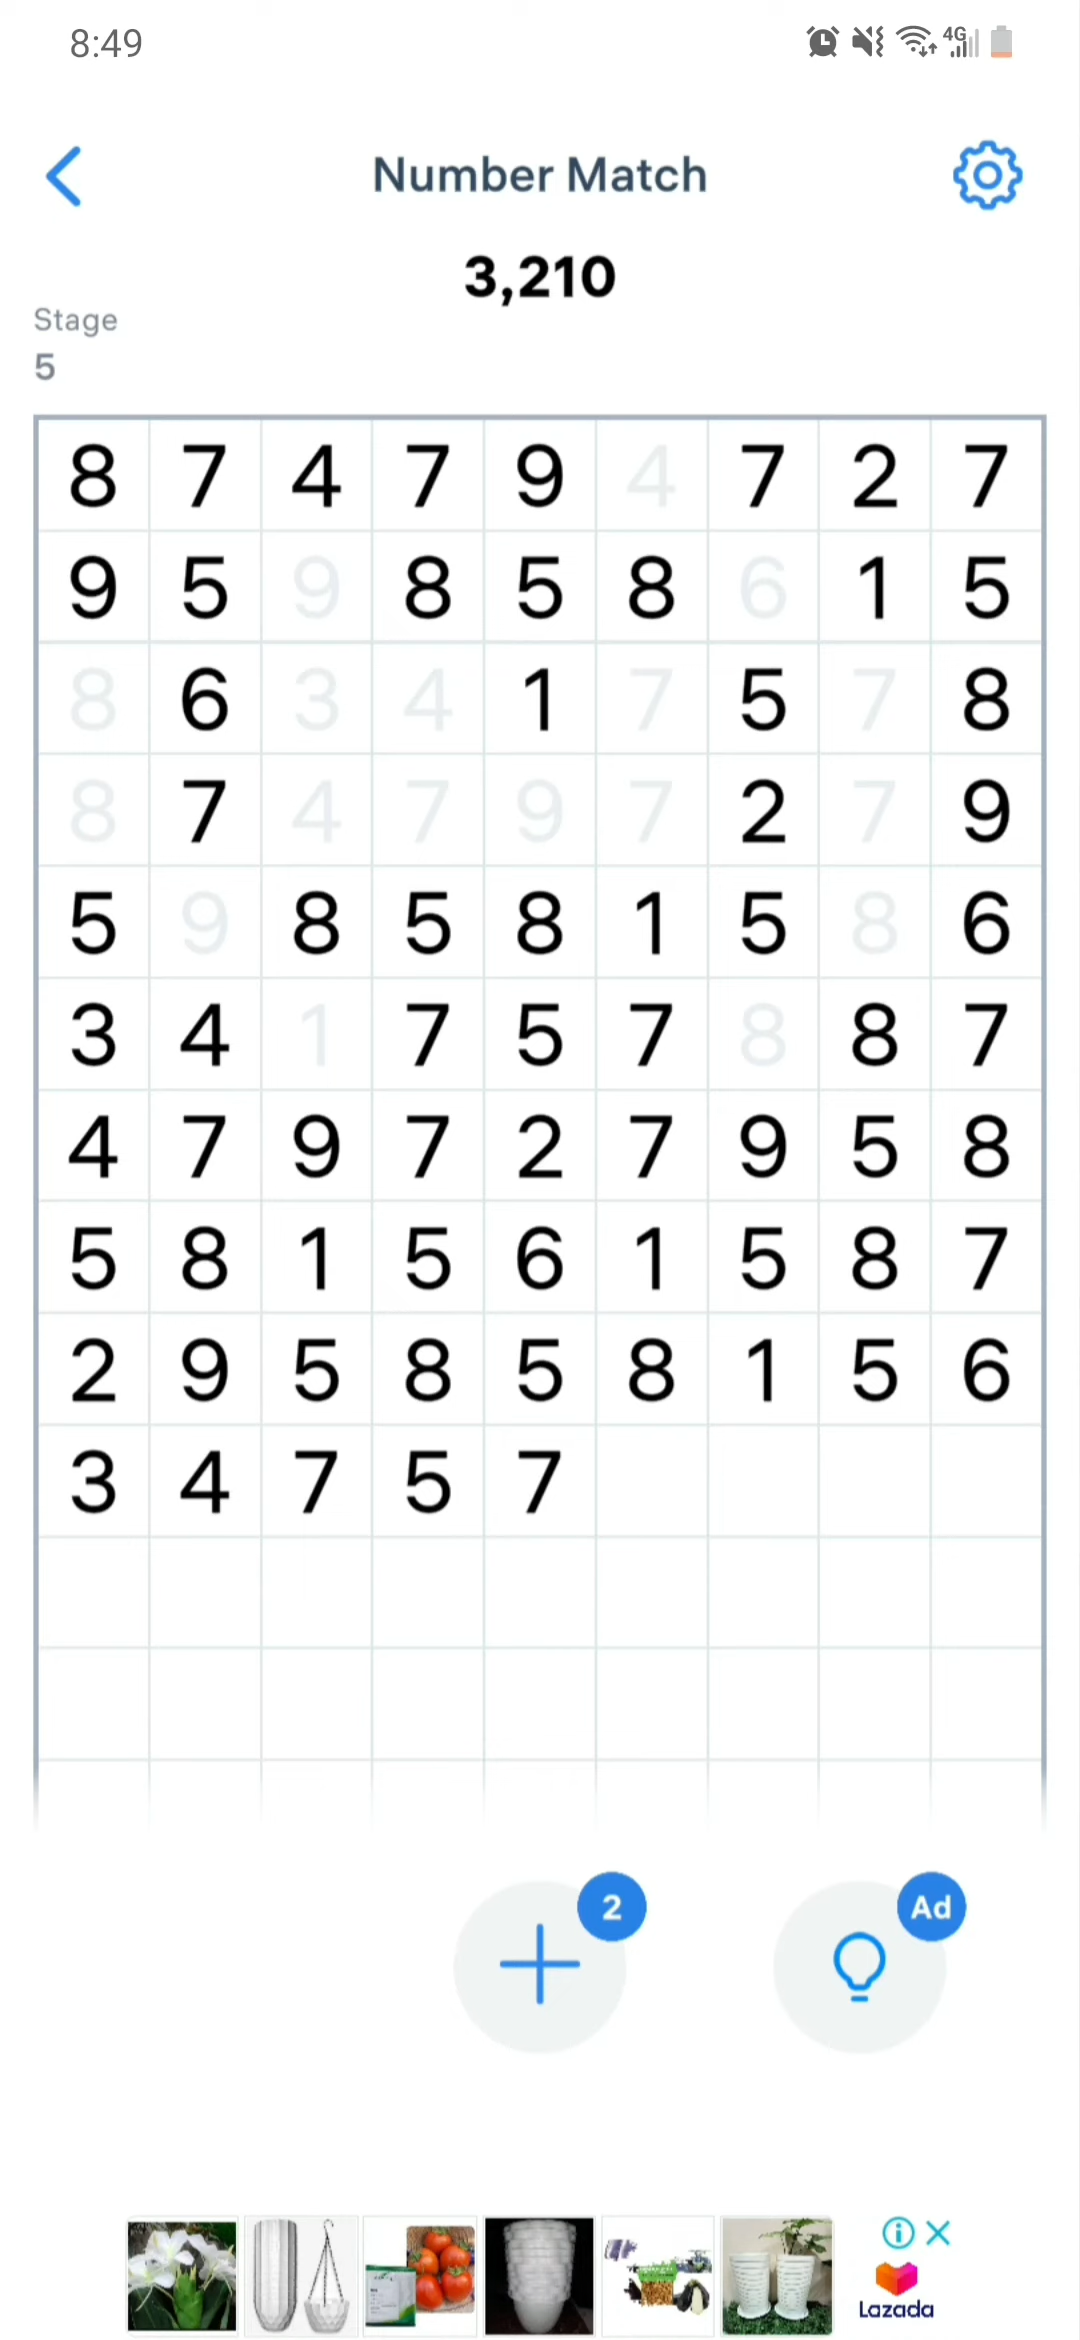 8:49
4G
Number Match
3,210
Stage
5
8 7 4 7 9 4 7 2 7
9 5 9 8 5 8 6 1 5
8 6 3 4 1 7 5 7 8
8 7 4 7 9 7 2 7 9
5 9 8 5 8 1 5 8 6
3 4 1 7 5 7 8 8 7
4 7 9 7 2 7 9 5 8
5 8 1 5 6 1 5 8 7
2 9 5 8 5 8 1 5 6
3 4 7 5 7
2
Ad
Lazada